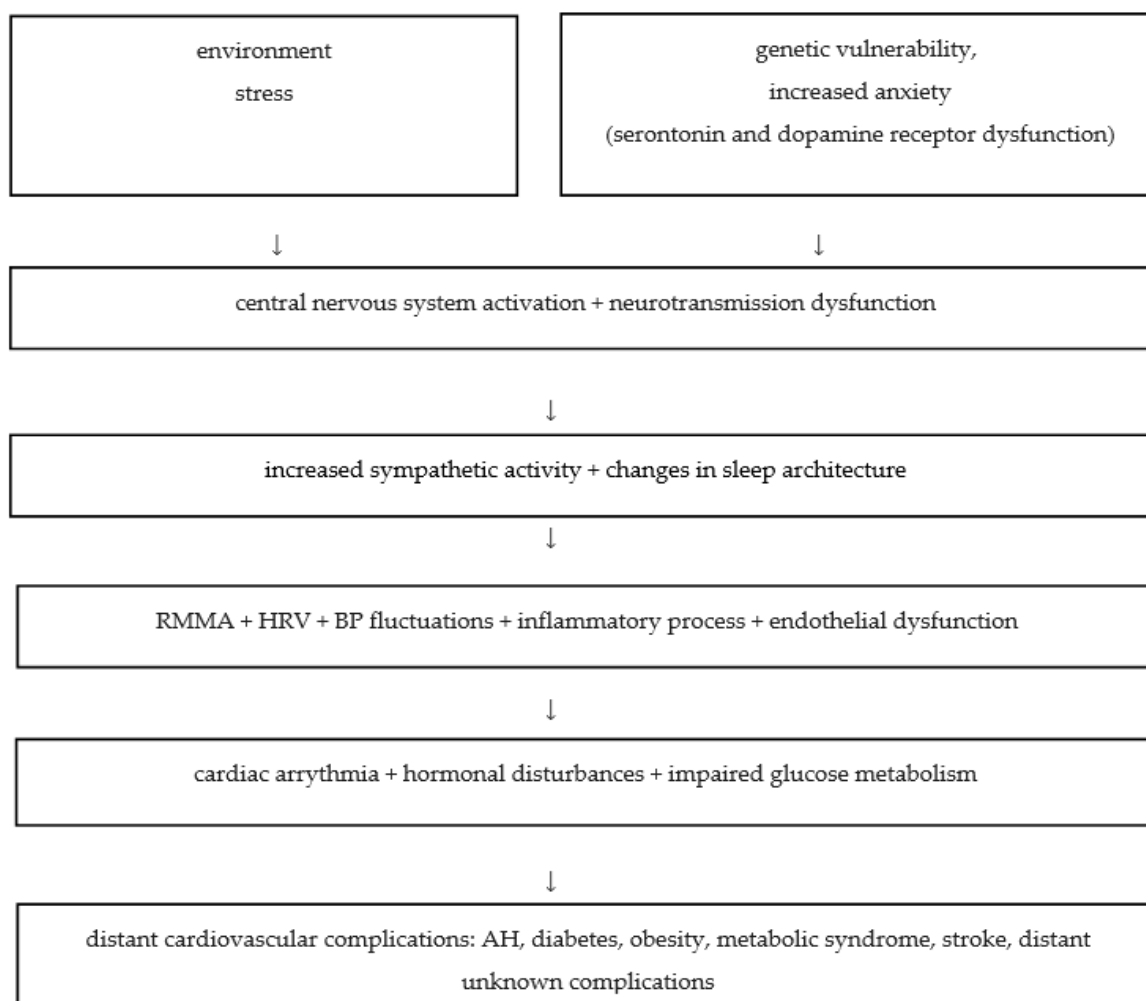 environment
stress
genetic vulnerability,
increased anxiety
(serontonin and dopamine receptor dysfunction)
↓
↓
central nervous system activation + neurotransmission dysfunction
↓
increased sympathetic activity + changes in sleep architecture
↓
RMMA + HRV + BP fluctuations + inflammatory process + endothelial dysfunction
↓
cardiac arrythmia + hormonal disturbances + impaired glucose metabolism
↓
distant cardiovascular complications: AH, diabetes, obesity, metabolic syndrome, stroke, distant
unknown complications